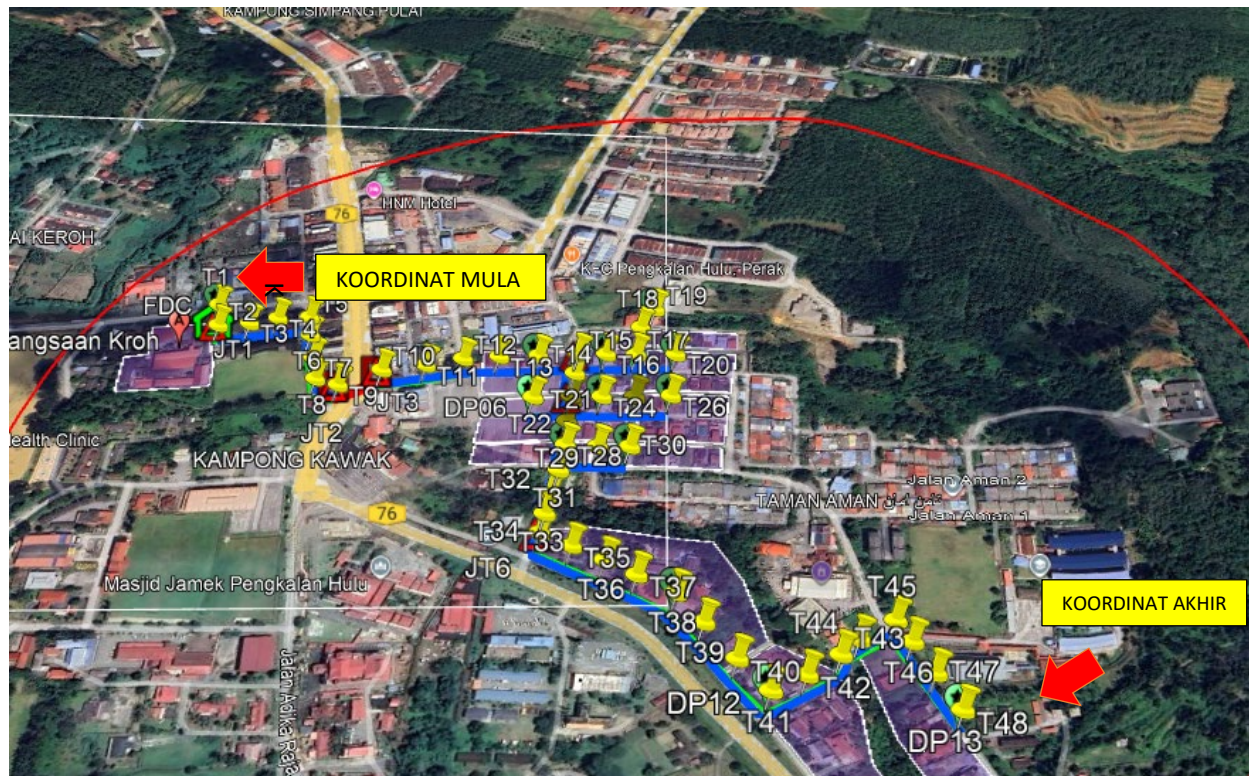 KAMPUNG SIMPANG PULAI
HNM Hotel
76
AI KEROH
K-C Pengkalan Hulu, Perak
T1
KOORDINAT MULA
FDC
A
T2
T5
T3
T4
angsaan Kroh
JT1
T6
T7
T8
T9
T10
T11
T12
T13
T14
T15
T16
T17
T18
T19
T20
JT3
DP06
T21
T22
T24
T26
JT2
ealth Clinic
KAMPONG KAWAK
T29
T28
T30
T32
T31
Jalan Aman 2
TAMAN AMAN تامن امان
Jalan Aman 1
76
T34
T33
JT6
T35
Masjid Jamek Pengkalan Hulu
T36
T37
T38
T45
KOORDINAT AKHIR
T44
T43
T39
T40
T42
T46
T47
DP12
T41
T48
DP13
Jalan Adika Raja